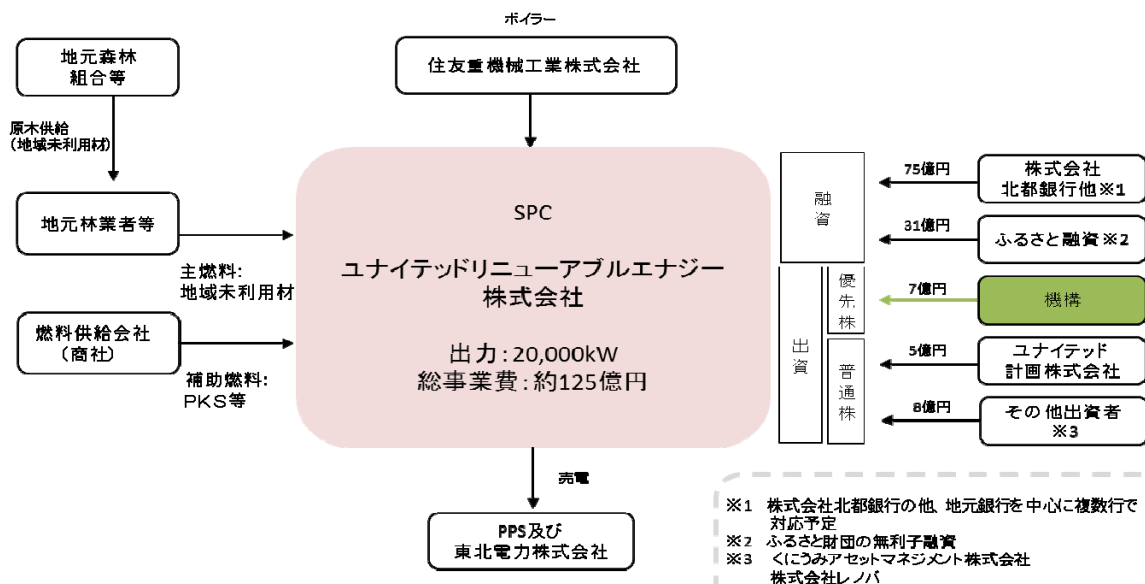 ボイラー
地元森林
組合等
住友重機械工業株式会社
原木供給
(地域未利用材)
地元林業者等
主燃料:
地域未利用材
燃料供給会社
(商社)
補助燃料:
PKS等
SPC
ユナイテッドリニューアブルエナジー
株式会社
出力:20,000kW
総事業費:約125億円
融資
出資
優先株
普通株
75億円
株式会社
北都銀行他※1
31億円
ふるさと融資※2
7億円
機構
5億円
ユナイテッド
計画株式会社
8億円
その他出資者
※3
売電
PPS及び
東北電力株式会社
※1 株式会社北都銀行の他、地元銀行を中心に複数行で
対応予定
※2 ふるさと財団の無利子融資
※3 くにうみアセットマネジメント株式会社
株式会社レノバ